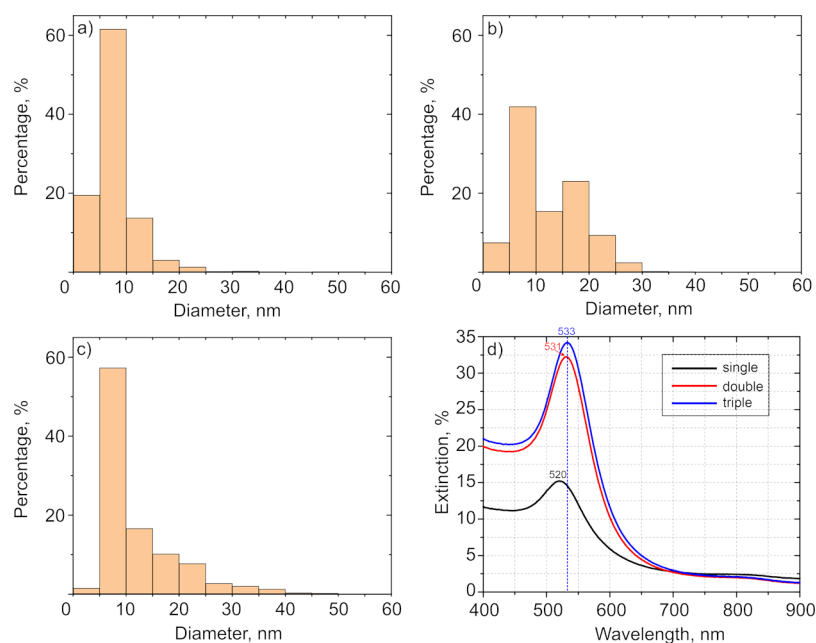 a)
60
40
20
0 10 20 30 40 50 60
Percentage, %
Diameter, nm
b)
60
40
20
0 10 20 30 40 50 60
Percentage, %
Diameter, nm
c)
60
40
20
0 10 20 30 40 50 60
Percentage, %
Diameter, nm
d)
533
531
520
single
double
triple
35
30
25
20
15
10
5
0
400 500 600 700 800 900
Extinction, %
Wavelength, nm